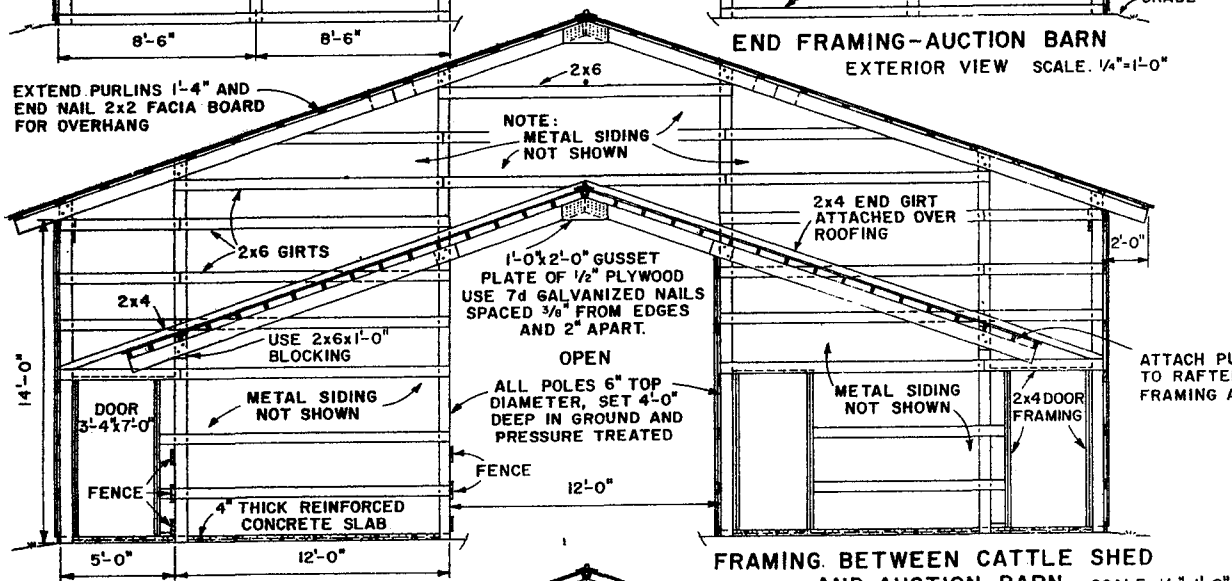 GRADE
8'-6" 8'-6"
END FRAMING~AUCTION BARN
EXTERIOR VIEW SCALE. 1/4"=1'-0"
EXTEND PURLINS 1'-4" AND
END NAIL 2x2 FACIA BOARD
FOR OVERHANG
2x6
NOTE:
METAL SIDING
NOT SHOWN
2x4 END GIRT
ATTACHED OVER
ROOFING
2'-0"
2x6 GIRTS
1'-0"x2'-0" GUSSET
PLATE OF 1/2" PLYWOOD
USE 7d GALVANIZED NAILS
SPACED 3/8" FROM EDGES
AND 2" APART.
2x4
USE 2x6x1'-0"
BLOCKING
OPEN
14'-0"
ATTACH PU
TO RAFTE
FRAMING A
DOOR
3'-4"x7'-0"
METAL SIDING
NOT SHOWN
ALL POLES 6" TOP
DIAMETER, SET 4'-0"
DEEP IN GROUND AND
PRESSURE TREATED
METAL SIDING
NOT SHOWN
2x4 DOOR
FRAMING
FENCE
FENCE
12'-0"
4" THICK REINFORCED
CONCRETE SLAB
5'-0" 12'-0"
FRAMING BETWEEN CATTLE SHED
AND AUCTION BARN